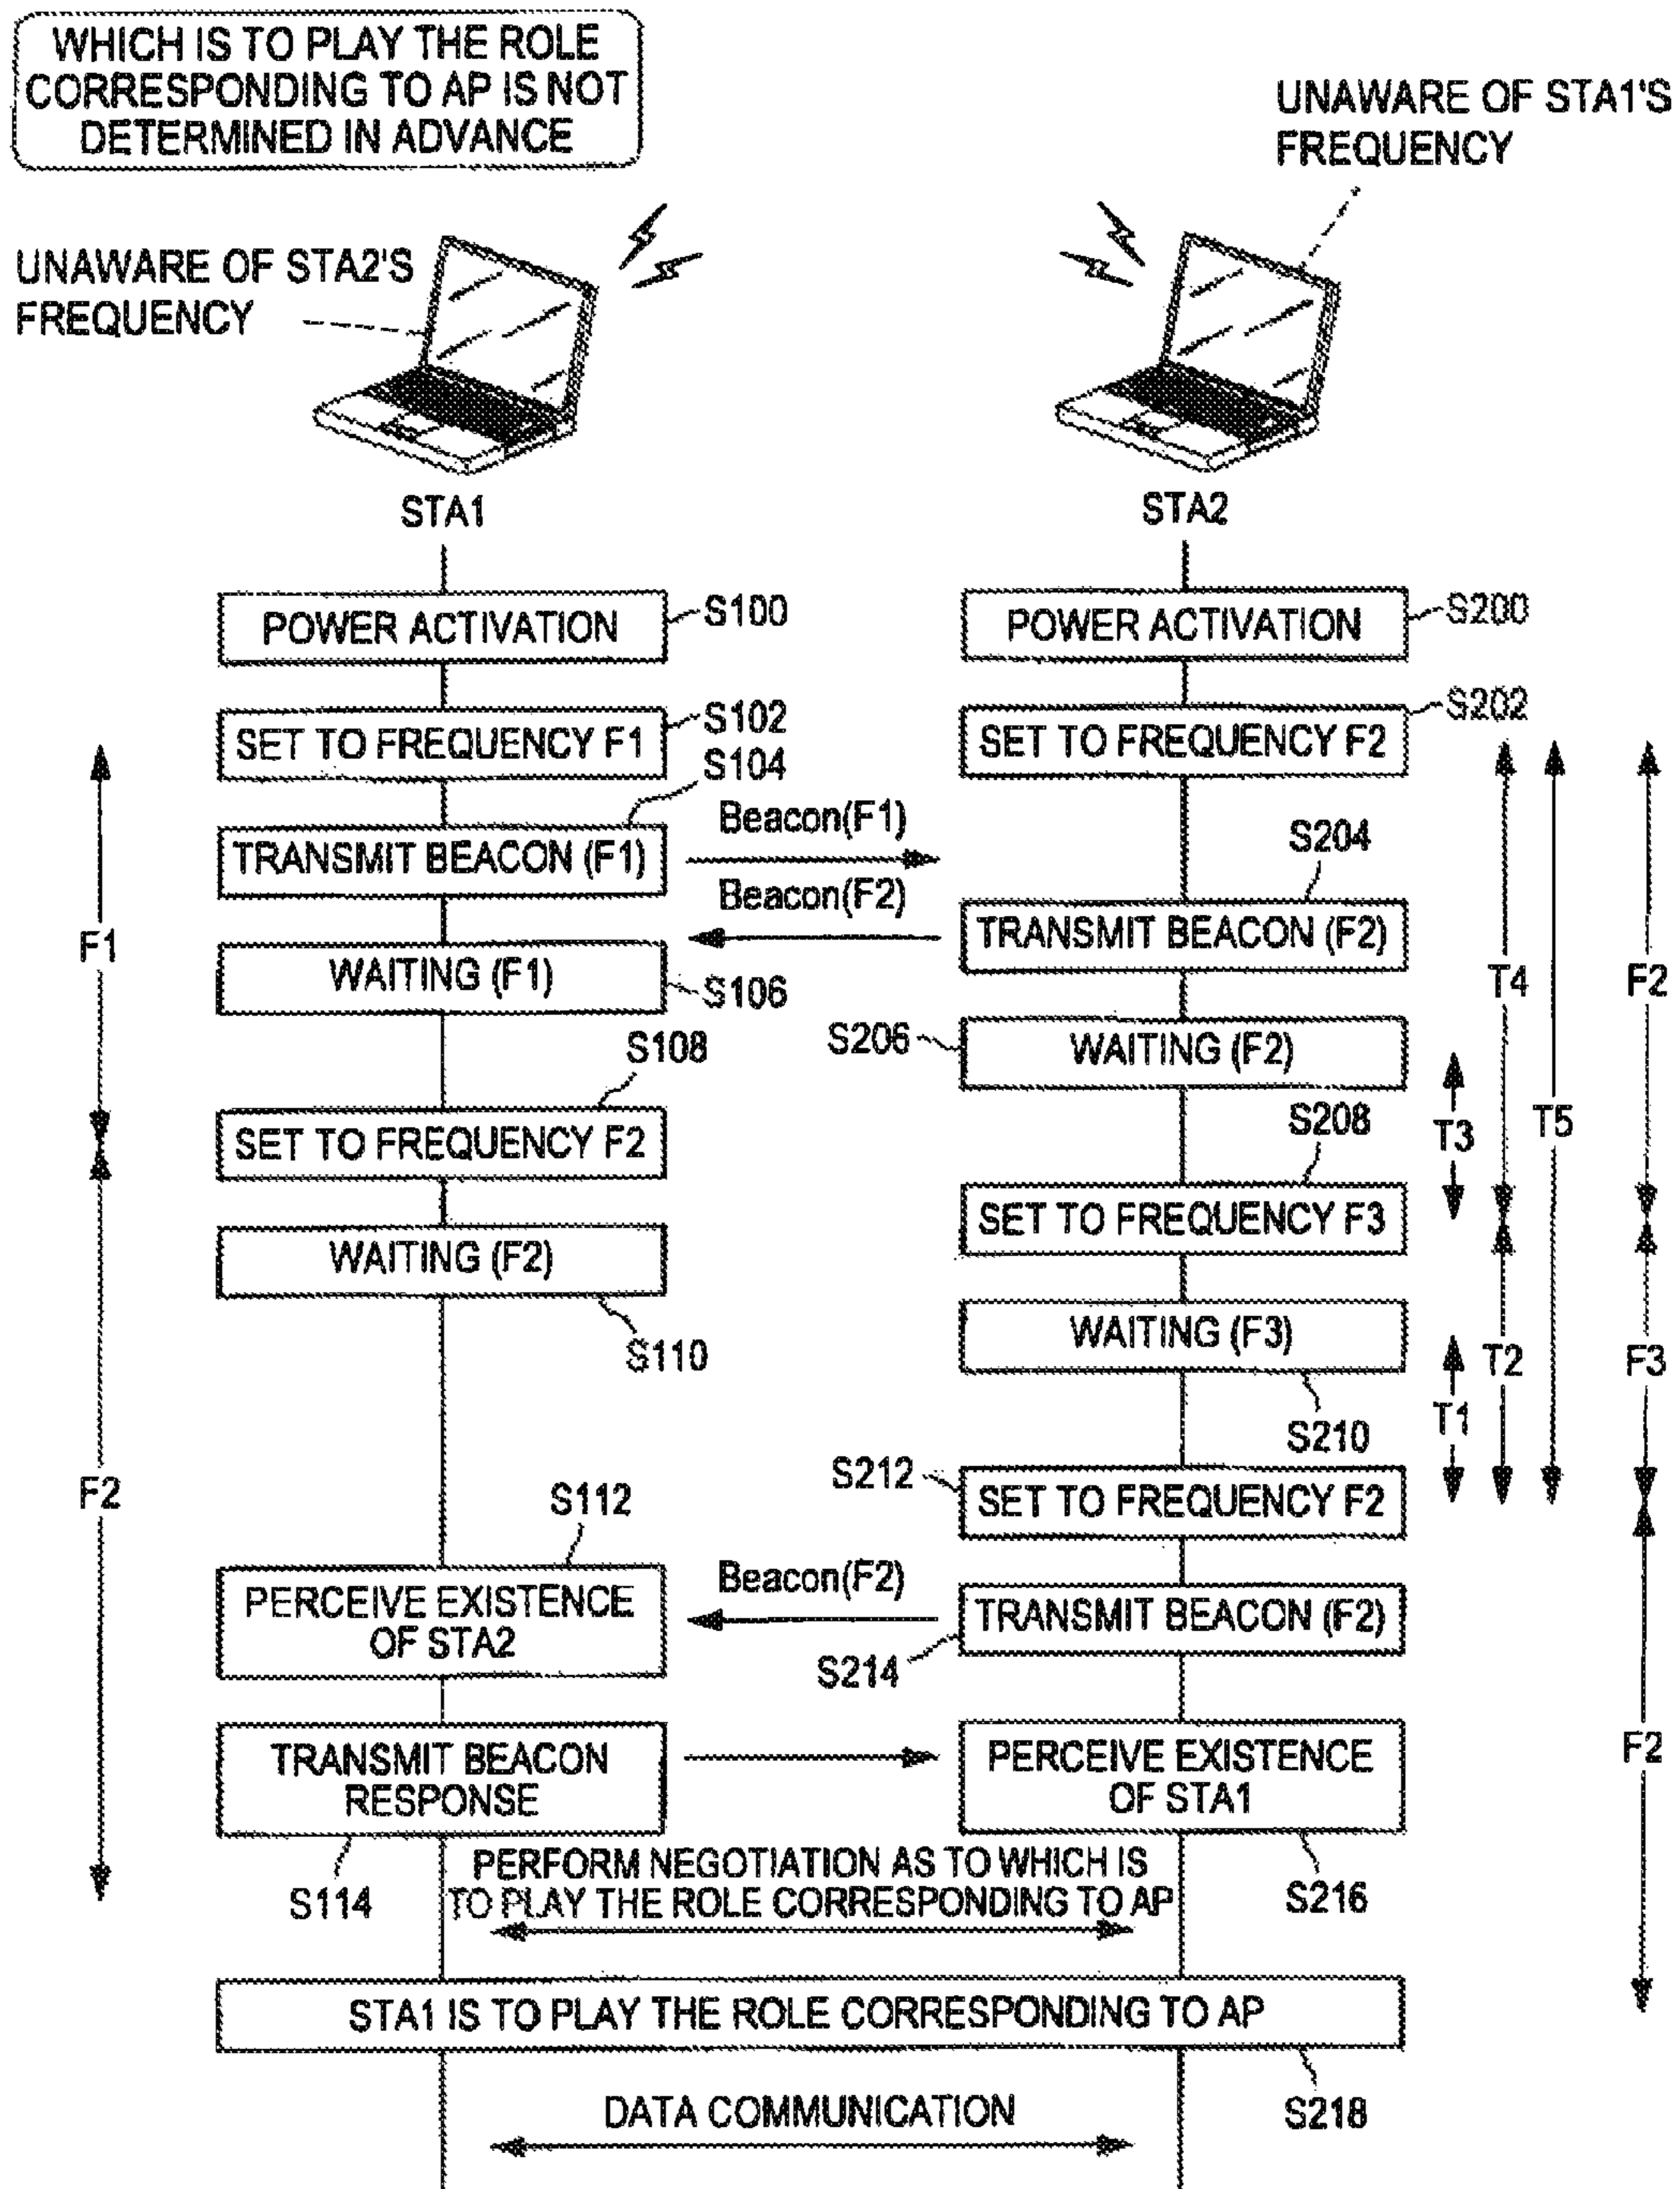 WHICH IS TO PLAY THE ROLE
CORRESPONDING TO AP IS NOT
DETERMINED IN ADVANCE
UNAWARE OF STA1'S
FREQUENCY
UNAWARE OF STA2'S
FREQUENCY
STA1
STA2
POWER ACTIVATION
S100
POWER ACTIVATION
S200
SET TO FREQUENCY F1
S102
SET TO FREQUENCY F2
S202
S104
TRANSMIT BEACON (F1)
Beacon(F1)
S204
Beacon(F2)
TRANSMIT BEACON (F2)
F1
WAITING (F1)
S106
T4
F2
S108
S206
WAITING (F2)
SET TO FREQUENCY F2
S208
T3
T5
SET TO FREQUENCY F3
WAITING (F2)
S110
WAITING (F3)
T2
F3
T1
S210
F2
S112
S212
SET TO FREQUENCY F2
PERCEIVE EXISTENCE
OF STA2
Beacon(F2)
TRANSMIT BEACON (F2)
S214
TRANSMIT BEACON
RESPONSE
PERCEIVE EXISTENCE
OF STA1
F2
S114
PERFORM NEGOTIATION AS TO WHICH IS
TO PLAY THE ROLE CORRESPONDING TO AP
S216
STA1 IS TO PLAY THE ROLE CORRESPONDING TO AP
S218
DATA COMMUNICATION